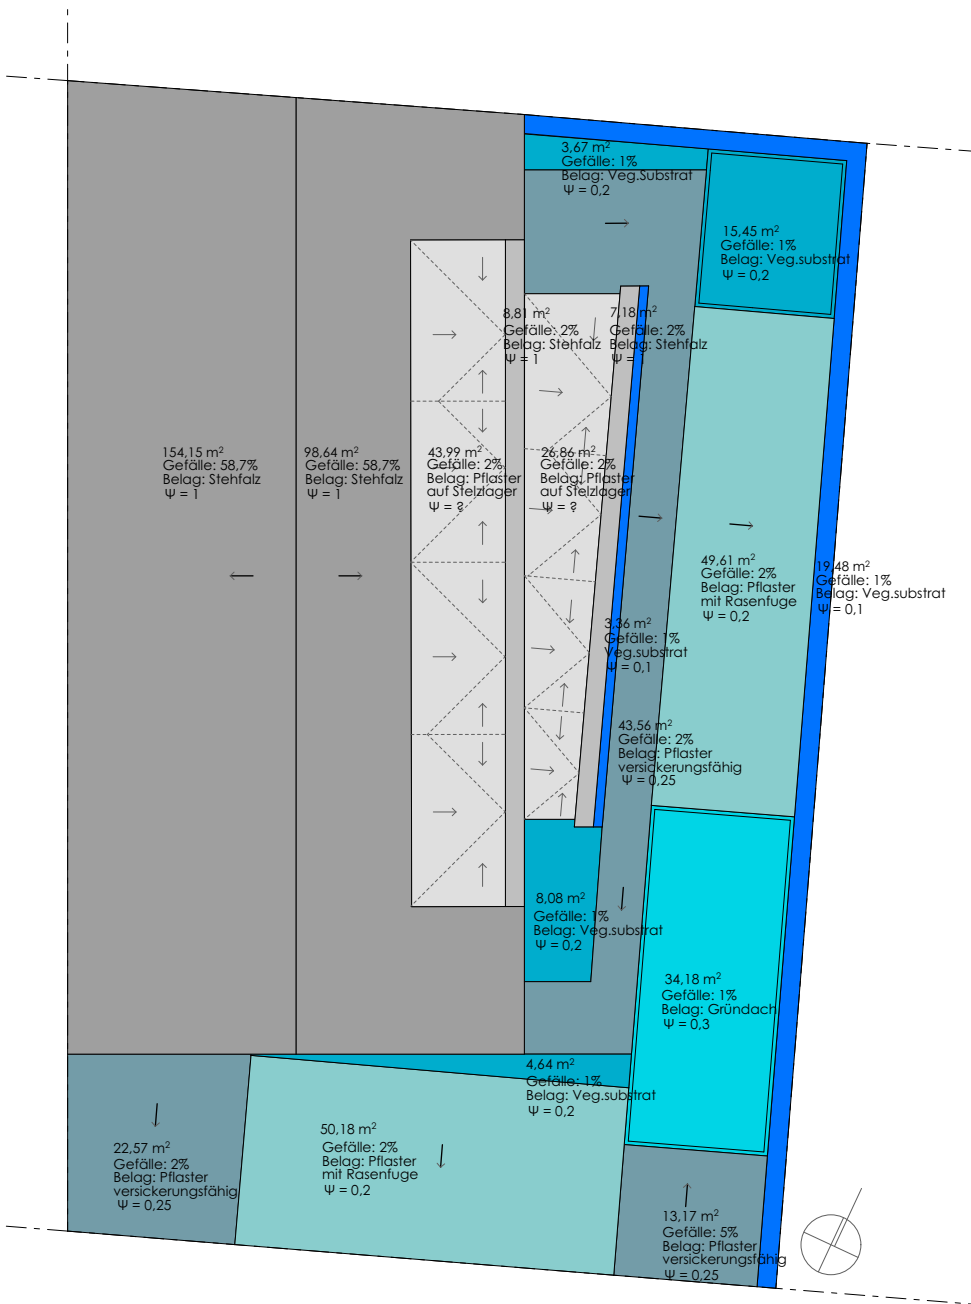 3,67 m²
Gefälle: 1%
Belag: Veg.Substrat
Ψ = 0,2
15,45 m²
Gefälle: 1%
Belag: Veg.substrat
Ψ = 0,2
8,81 m²
Gefälle: 2%
Belag: Stehfalz
Ψ = 1
7,18 m²
Gefälle: 2%
Belag: Stehfalz
Ψ = 1
154,15 m²
Gefälle: 58,7%
Belag: Stehfalz
Ψ = 1
98,64 m²
Gefälle: 58,7%
Belag: Stehfalz
Ψ = 1
43,99 m²
Gefälle: 2%
Belag: Pflaster
auf Stelzlager
Ψ = ?
26,86 m²
Gefälle: 2%
Belag: Pflaster
auf Stelzlager
Ψ = ?
49,61 m²
Gefälle: 2%
Belag: Pflaster
mit Rasenfuge
Ψ = 0,2
19,48 m²
Gefälle: 1%
Belag: Veg.substrat
Ψ = 0,1
3,36 m²
Gefälle: 1%
Veg.substrat
Ψ = 0,1
43,56 m²
Gefälle: 2%
Belag: Pflaster
versickerungsfähig
Ψ = 0,25
8,08 m²
Gefälle: 1%
Belag: Veg.substrat
Ψ = 0,2
34,18 m²
Gefälle: 1%
Belag: Gründach
Ψ = 0,3
4,64 m²
Gefälle: 1%
Belag: Veg.substrat
Ψ = 0,2
22,57 m²
Gefälle: 2%
Belag: Pflaster
versickerungsfähig
Ψ = 0,25
50,18 m²
Gefälle: 2%
Belag: Pflaster
mit Rasenfuge
Ψ = 0,2
13,17 m²
Gefälle: 5%
Belag: Pflaster
versickerungsfähig
Ψ = 0,25